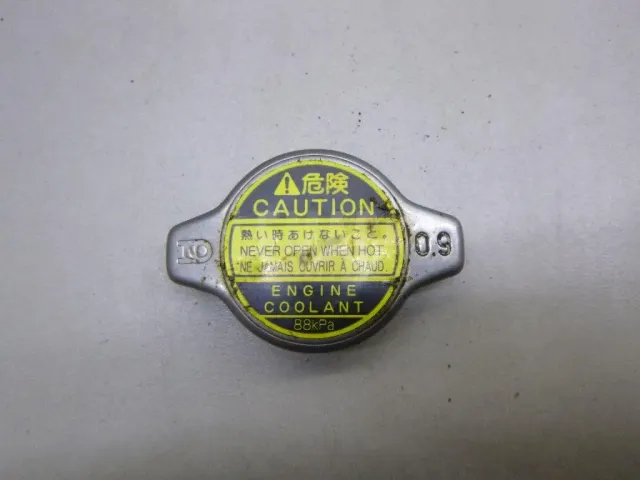 ⚠危険
CAUTION
熱い時あけないこと。
NEVER OPEN WHEN HOT.
NE JAMAIS OUVRIR À CHAUD
ENGINE
COOLANT
88kPa
0.9